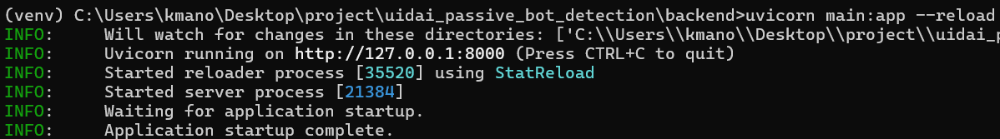 (venv) C:\Users\kmano\Desktop\project\uidai_passive_bot_detection\backend>uvicorn main:app --reload
INFO:     Will watch for changes in these directories: ['C:\\Users\\kmano\\Desktop\\project\\uidai_p
INFO:     Uvicorn running on http://127.0.0.1:8000 (Press CTRL+C to quit)
INFO:     Started reloader process [35520] using StatReload
INFO:     Started server process [21384]
INFO:     Waiting for application startup.
INFO:     Application startup complete.